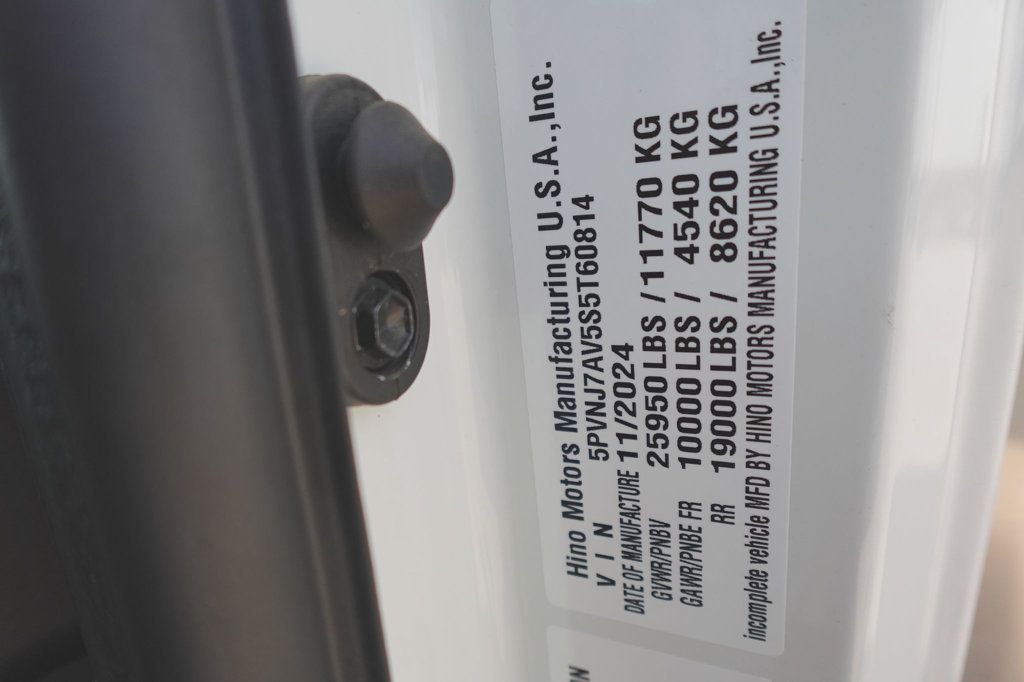 Hino Motors Manufacturing U.S.A.,Inc.
VIN 5PVNJ7AV5S5T60814
DATE OF MANUFACTURE 11/2024
GVWR/PNBV 25950 LBS / 11770 KG
GAWR/PNBE FR 10000 LBS / 4540 KG
RR 19000 LBS / 8620 KG
incomplete vehicle MFD BY HINO MOTORS MANUFACTURING U.S.A.,Inc.